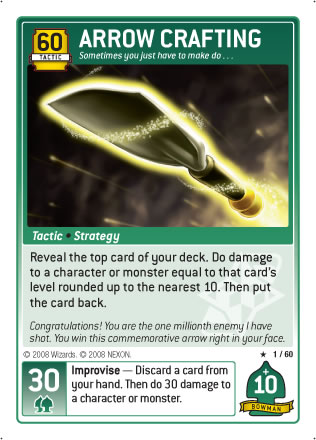 60
TACTIC
ARROW CRAFTING
Sometimes you just have to make do . . .
Tactic • Strategy
Reveal the top card of your deck. Do damage
to a character or monster equal to that card's
level rounded up to the nearest 10. Then put
the card back.
Congratulations! You are the one millionth enemy I have
shot. You win this commemorative arrow right in your face.
© 2008 Wizards. © 2008 NEXON.
★ 1 / 60
30
Improvise — Discard a card from
your hand. Then do 30 damage to
a character or monster.
+
10
BOWMAN